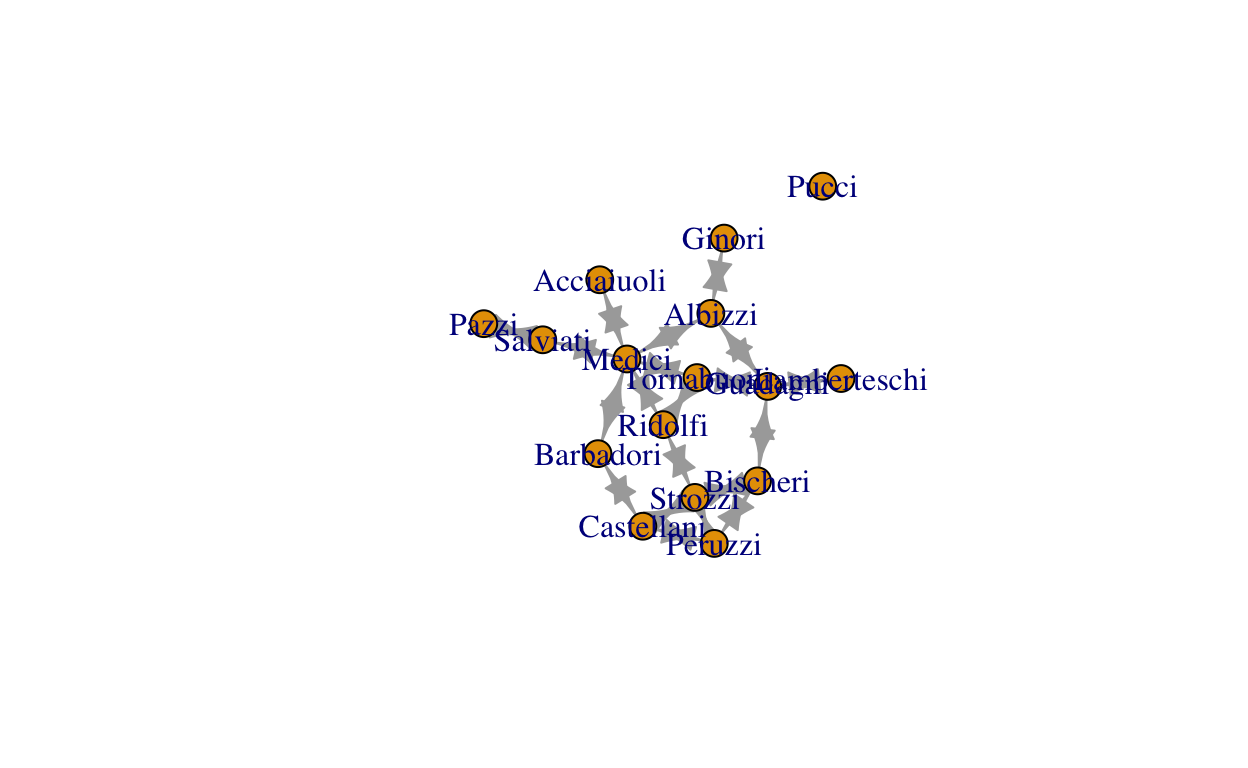 Pucci
Ginori
Acciaiuoli
Albizzi
Pazzi
Salviati
Medici
Tornabuoni
Guadagni
Lamberteschi
Ridolfi
Barbadori
Bischeri
Strozzi
Castellani
Peruzzi